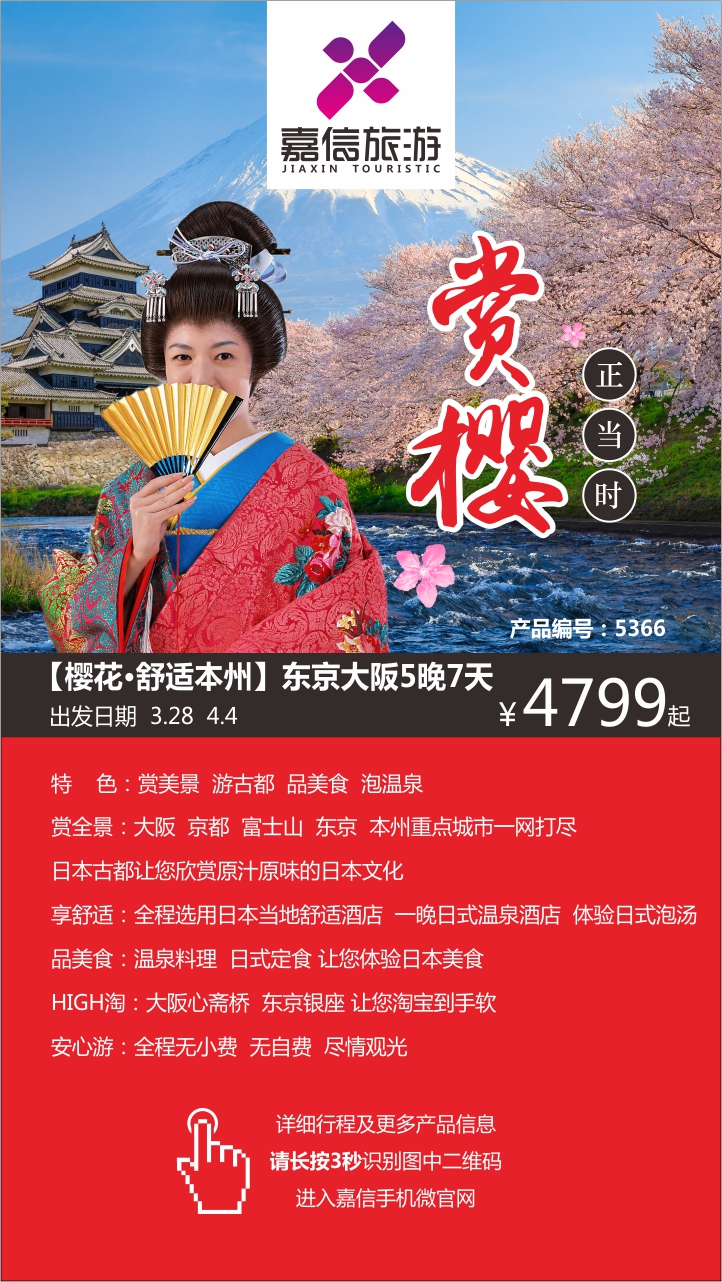 嘉信旅游
JIAXIN TOURISTIC
赏樱
正当时
产品编号：5366
【樱花·舒适本州】东京大阪5晚7天
出发日期 3.28 4.4
￥4799起
特 色：赏美景 游古都 品美食 泡温泉
赏全景：大阪 京都 富士山 东京 本州重点城市一网打尽
日本古都让您欣赏原汁原味的日本文化
享舒适：全程选用日本当地舒适酒店 一晚日式温泉酒店 体验日式泡汤
品美食：温泉料理 日式定食 让您体验日本美食
HIGH淘：大阪心斋桥 东京银座 让您淘宝到手软
安心游：全程无小费 无自费 尽情观光
详细行程及更多产品信息
请长按3秒识别图中二维码
进入嘉信手机微官网